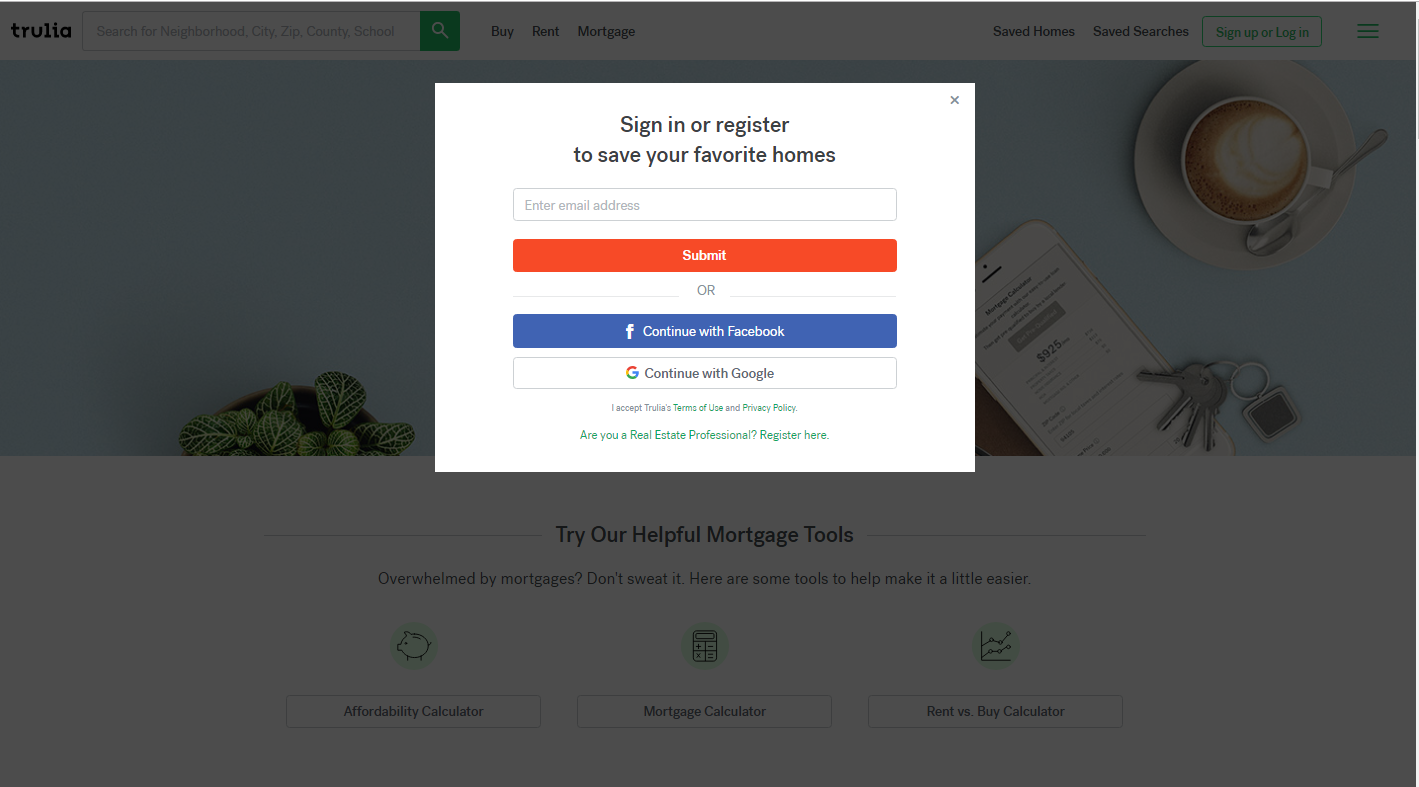 trulia
Search for Neighborhood, City, Zip, County, School
Buy Rent Mortgage
Saved Homes Saved Searches Sign up or Log in
×
Sign in or register
to save your favorite homes
Enter email address
Submit
OR
f Continue with Facebook
G Continue with Google
I accept Trulia's Terms of Use and Privacy Policy.
Are you a Real Estate Professional? Register here.
Mortgage Calculator
$925
Try Our Helpful Mortgage Tools
Overwhelmed by mortgages? Don't sweat it. Here are some tools to help make it a little easier.
Affordability Calculator
Mortgage Calculator
Rent vs. Buy Calculator